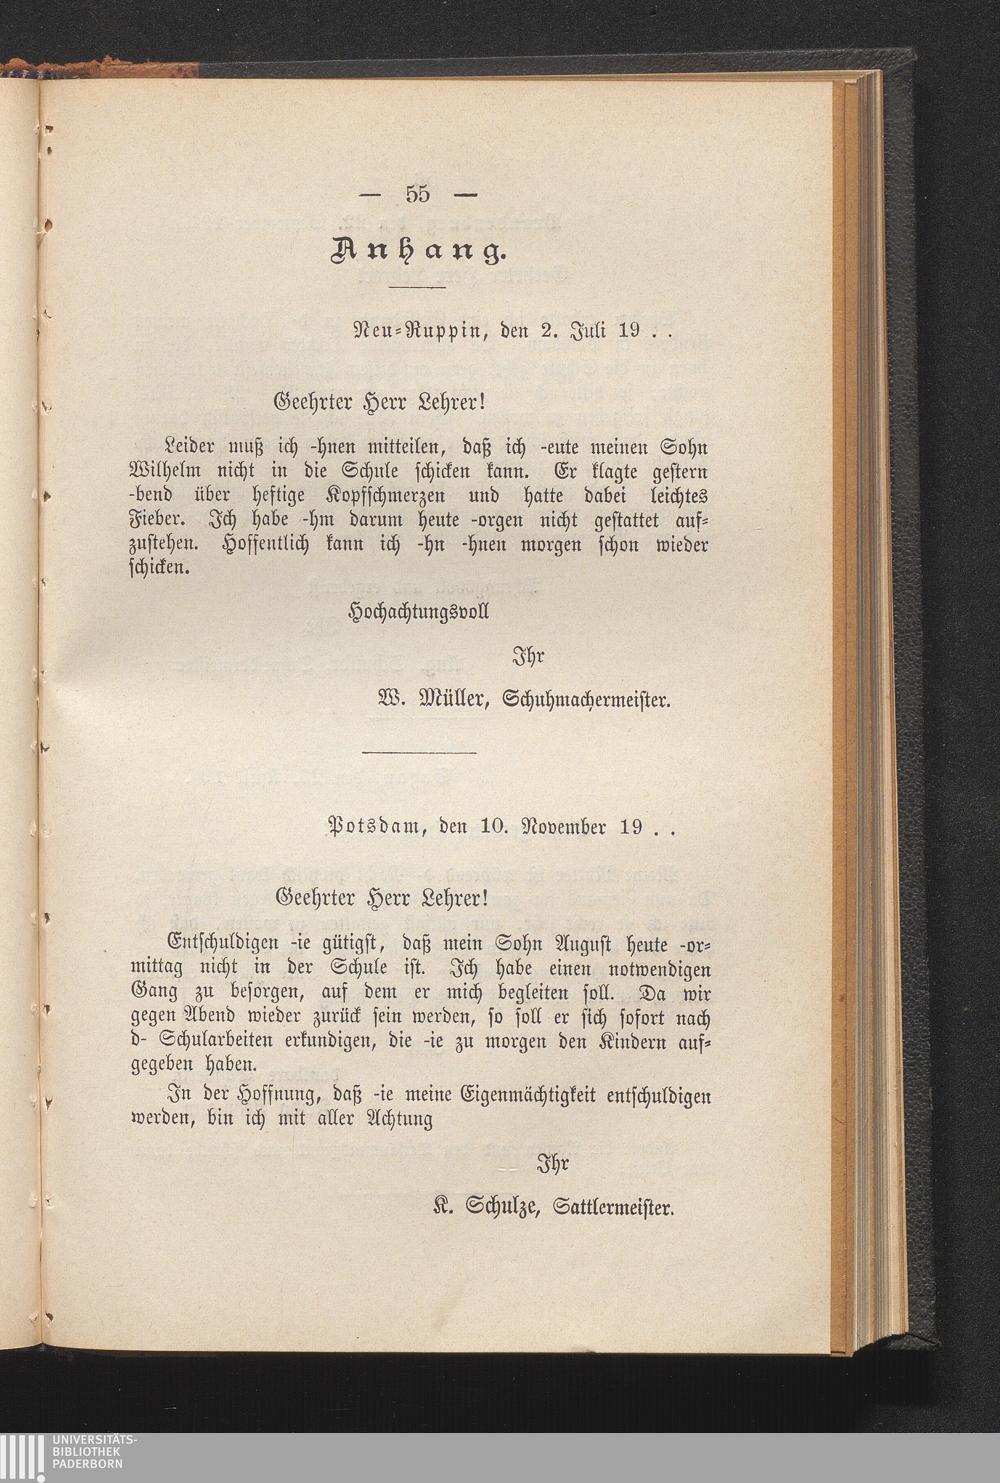 — 55 —
Anhang.
Neu-Ruppin, den 2. Juli 19 . .
Geehrter Herr Lehrer!
Leider muß ich -hnen mitteilen, daß ich -eute meinen Sohn
Wilhelm nicht in die Schule schicken kann. Er klagte gestern
-bend über heftige Kopfschmerzen und hatte dabei leichtes
Fieber. Ich habe -hm darum heute -orgen nicht gestattet auf-
zustehen. Hoffentlich kann ich -hn -hnen morgen schon wieder
schicken.
Hochachtungsvoll
Ihr
W. Müller, Schuhmachermeister.
Potsdam, den 10. November 19 . .
Geehrter Herr Lehrer!
Entschuldigen -ie gütigst, daß mein Sohn August heute -or-
mittag nicht in der Schule ist. Ich habe einen notwendigen
Gang zu besorgen, auf dem er mich begleiten soll. Da wir
gegen Abend wieder zurück sein werden, so soll er sich sofort nach
d- Schularbeiten erkundigen, die -ie zu morgen den Kindern auf-
gegeben haben.
In der Hoffnung, daß -ie meine Eigenmächtigkeit entschuldigen
werden, bin ich mit aller Achtung
Ihr
K. Schulze, Sattlermeister.
UNIVERSITÄTS-
BIBLIOTHEK
PADERBORN